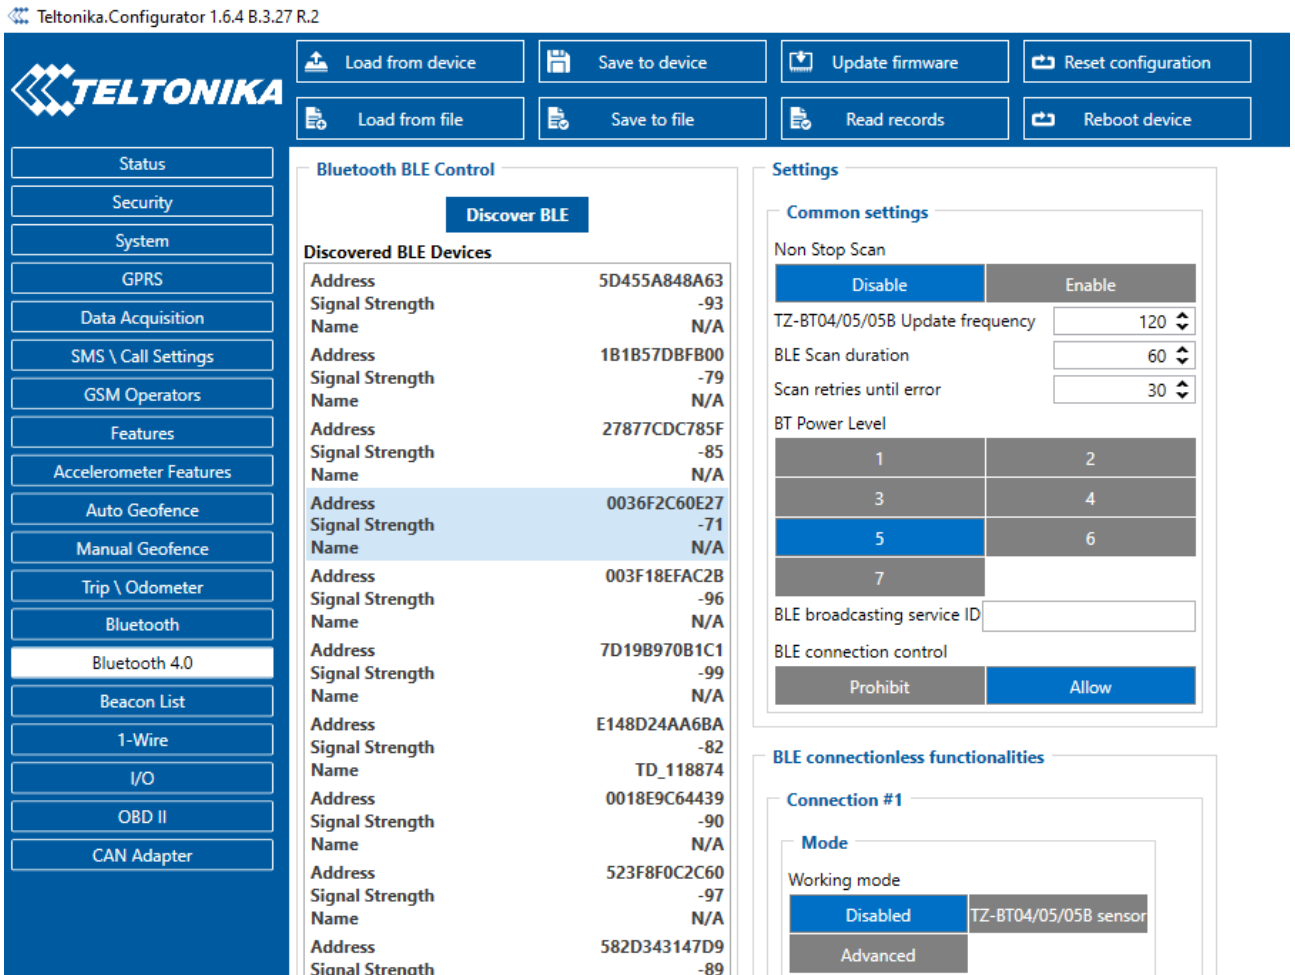 Teltonika.Configurator 1.6.4 B.3.27 R.2
TELTONIKA
Load from device
Save to device
Update firmware
Reset configuration
Load from file
Save to file
Read records
Reboot device
Status
Security
System
GPRS
Data Acquisition
SMS \ Call Settings
GSM Operators
Features
Accelerometer Features
Auto Geofence
Manual Geofence
Trip \ Odometer
Bluetooth
Bluetooth 4.0
Beacon List
1-Wire
I/O
OBD II
CAN Adapter
Bluetooth BLE Control
Discover BLE
Discovered BLE Devices
Address 5D455A848A63
Signal Strength -93
Name N/A
Address 1B1B57DBFB00
Signal Strength -79
Name N/A
Address 27877CDC785F
Signal Strength -85
Name N/A
Address 0036F2C60E27
Signal Strength -71
Name N/A
Address 003F18EFAC2B
Signal Strength -96
Name N/A
Address 7D19B970B1C1
Signal Strength -99
Name N/A
Address E148D24AA6BA
Signal Strength -82
Name TD_118874
Address 0018E9C64439
Signal Strength -90
Name N/A
Address 523F8F0C2C60
Signal Strength -97
Name N/A
Address 582D343147D9
Signal Strength -89
Settings
Common settings
Non Stop Scan
Disable Enable
TZ-BT04/05/05B Update frequency 120
BLE Scan duration 60
Scan retries until error 30
BT Power Level
1 2
3 4
5 6
7
BLE broadcasting service ID
BLE connection control
Prohibit Allow
BLE connectionless functionalities
Connection #1
Mode
Working mode
Disabled TZ-BT04/05/05B sensor
Advanced